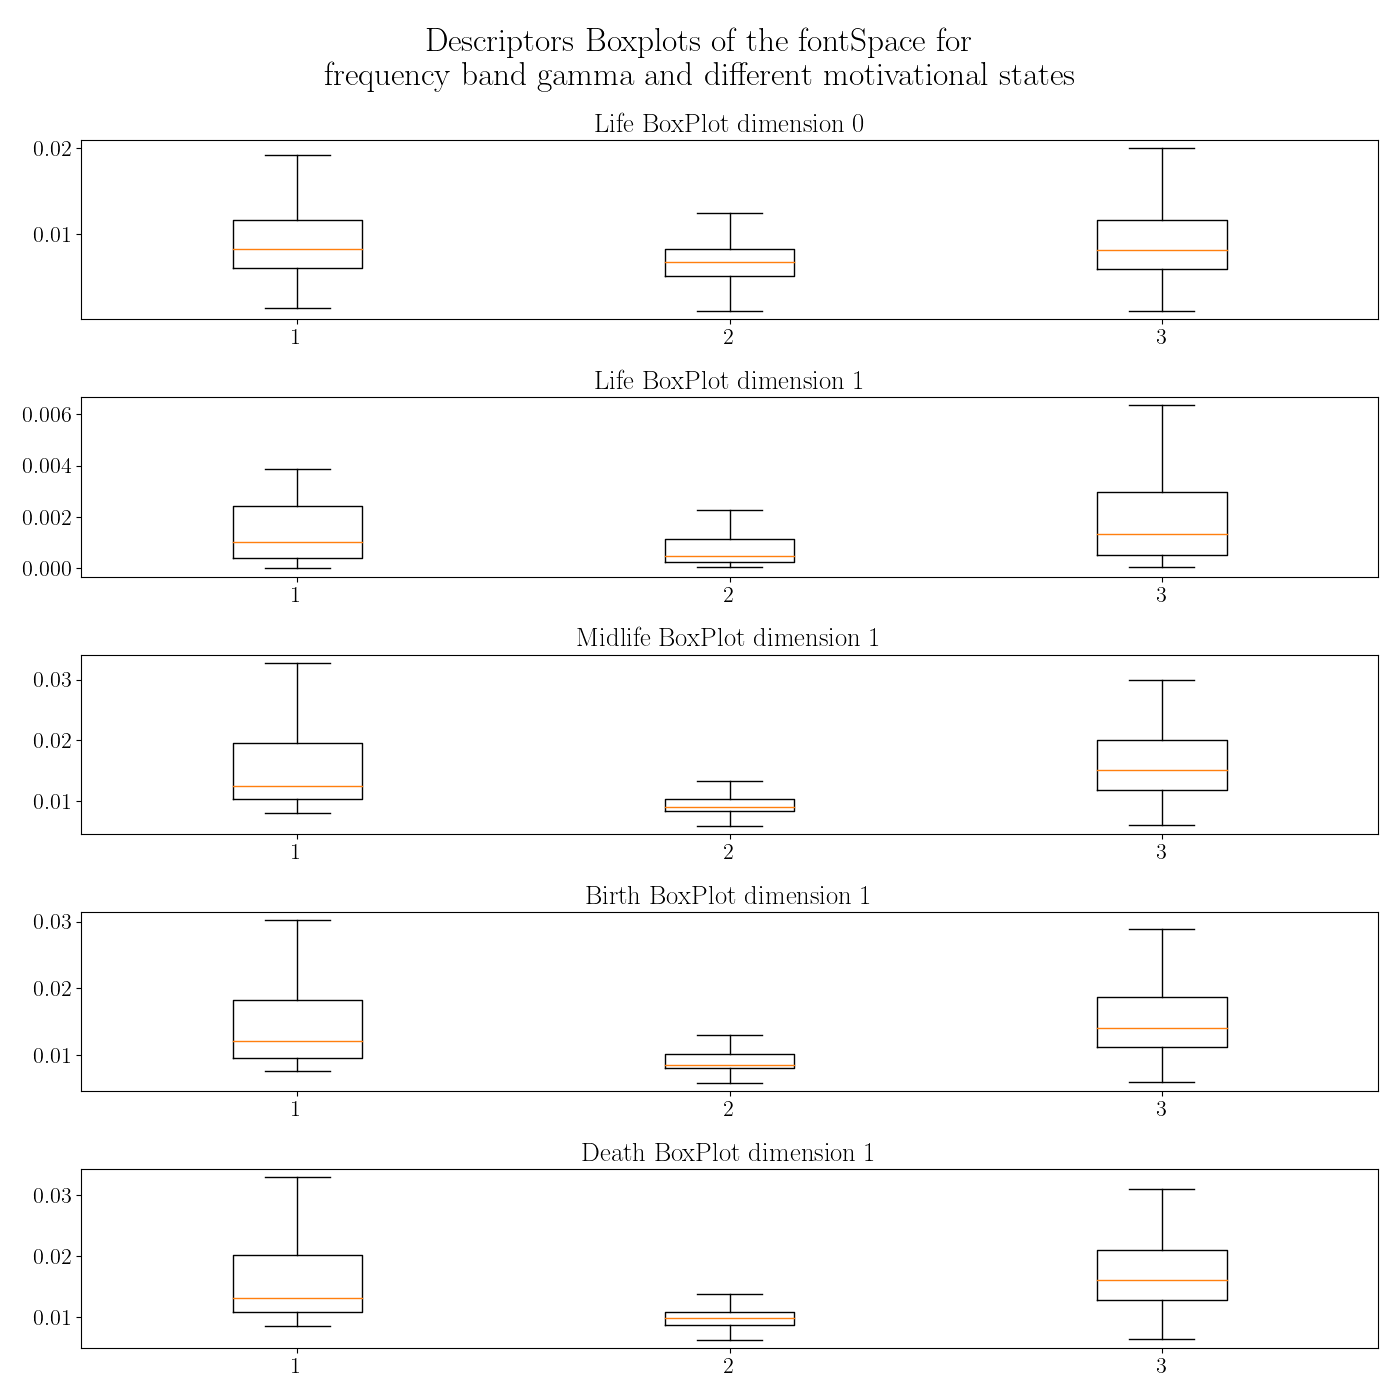 Descriptors Boxplots of the fontSpace for
frequency band gamma and different motivational states
Life BoxPlot dimension 0
0.02
0.01
1 2 3
Life BoxPlot dimension 1
0.006
0.004
0.002
0.000
1 2 3
Midlife BoxPlot dimension 1
0.03
0.02
0.01
1 2 3
Birth BoxPlot dimension 1
0.03
0.02
0.01
1 2 3
Death BoxPlot dimension 1
0.03
0.02
0.01
1 2 3